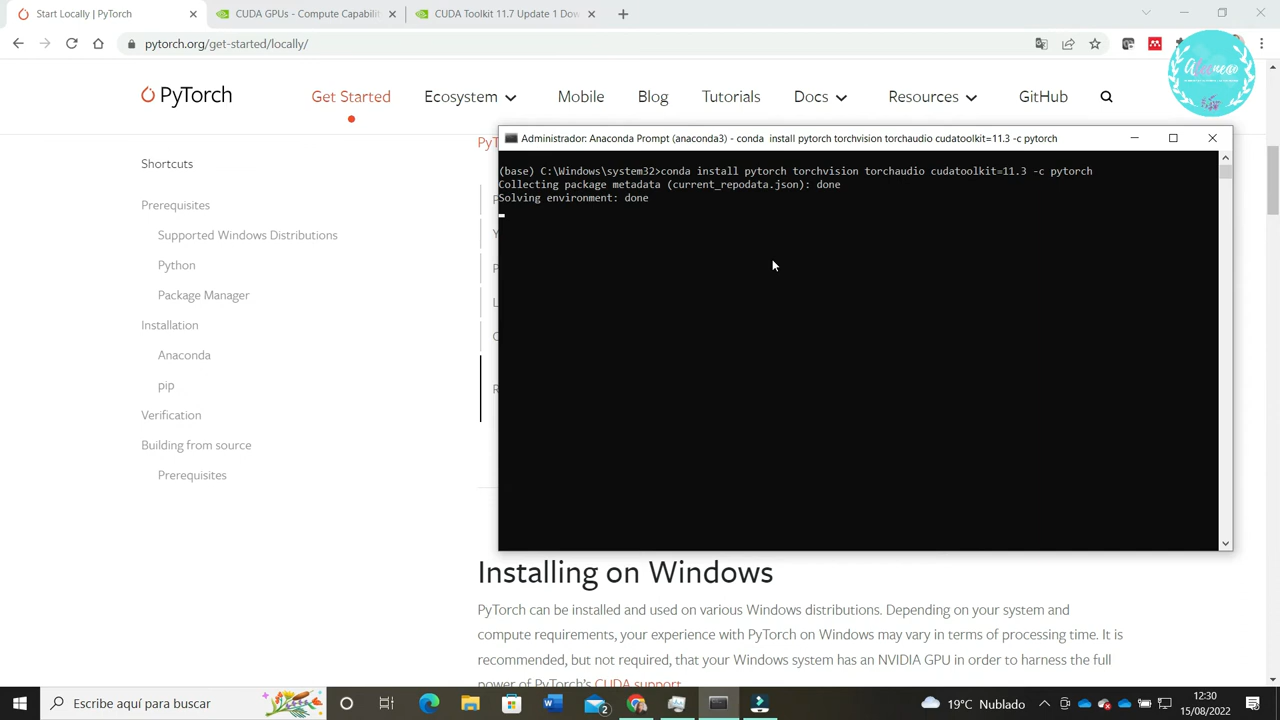 Start Locally | PyTorch
CUDA GPUs - Compute Capabilit
CUDA Toolkit 11.7 Update 1 Dow
pytorch.org/get-started/locally/
PyTorch
Get Started
Ecosystem
Mobile
Blog
Tutorials
Docs
Resources
GitHub
Shortcuts
Prerequisites
Supported Windows Distributions
Python
Package Manager
Installation
Anaconda
pip
Verification
Building from source
Prerequisites
Administrador: Anaconda Prompt (anaconda3) - conda install pytorch torchvision torchaudio cudatoolkit=11.3 -c pytorch
(base) C:\Windows\system32>conda install pytorch torchvision torchaudio cudatoolkit=11.3 -c pytorch
Collecting package metadata (current_repodata.json): done
Solving environment: done
Installing on Windows
PyTorch can be installed and used on various Windows distributions. Depending on your system and
compute requirements, your experience with PyTorch on Windows may vary in terms of processing time. It is
recommended, but not required, that your Windows system has an NVIDIA GPU in order to harness the full
power of PyTorch's CUDA support.
Escribe aquí para buscar
2
19°C Nublado
12:30
15/08/2022